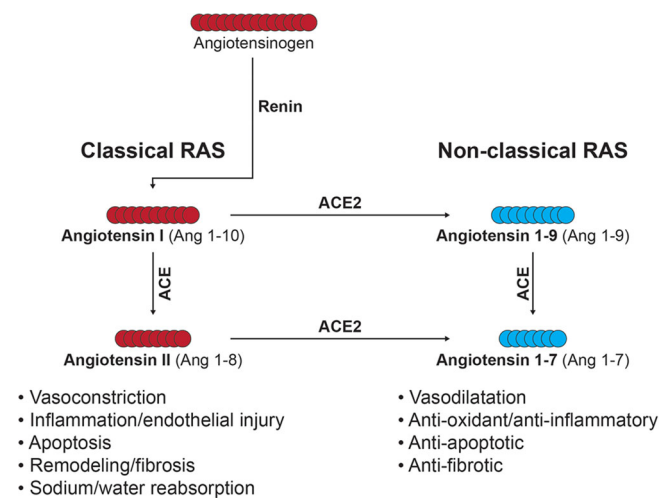 Angiotensinogen
Renin
Classical RAS
Non-classical RAS
ACE2
Angiotensin I (Ang 1-10)
Angiotensin 1-9 (Ang 1-9)
ACE
ACE
ACE2
Angiotensin II (Ang 1-8)
Angiotensin 1-7 (Ang 1-7)
• Vasoconstriction
• Inflammation/endothelial injury
• Apoptosis
• Remodeling/fibrosis
• Sodium/water reabsorption
• Vasodilatation
• Anti-oxidant/anti-inflammatory
• Anti-apoptotic
• Anti-fibrotic